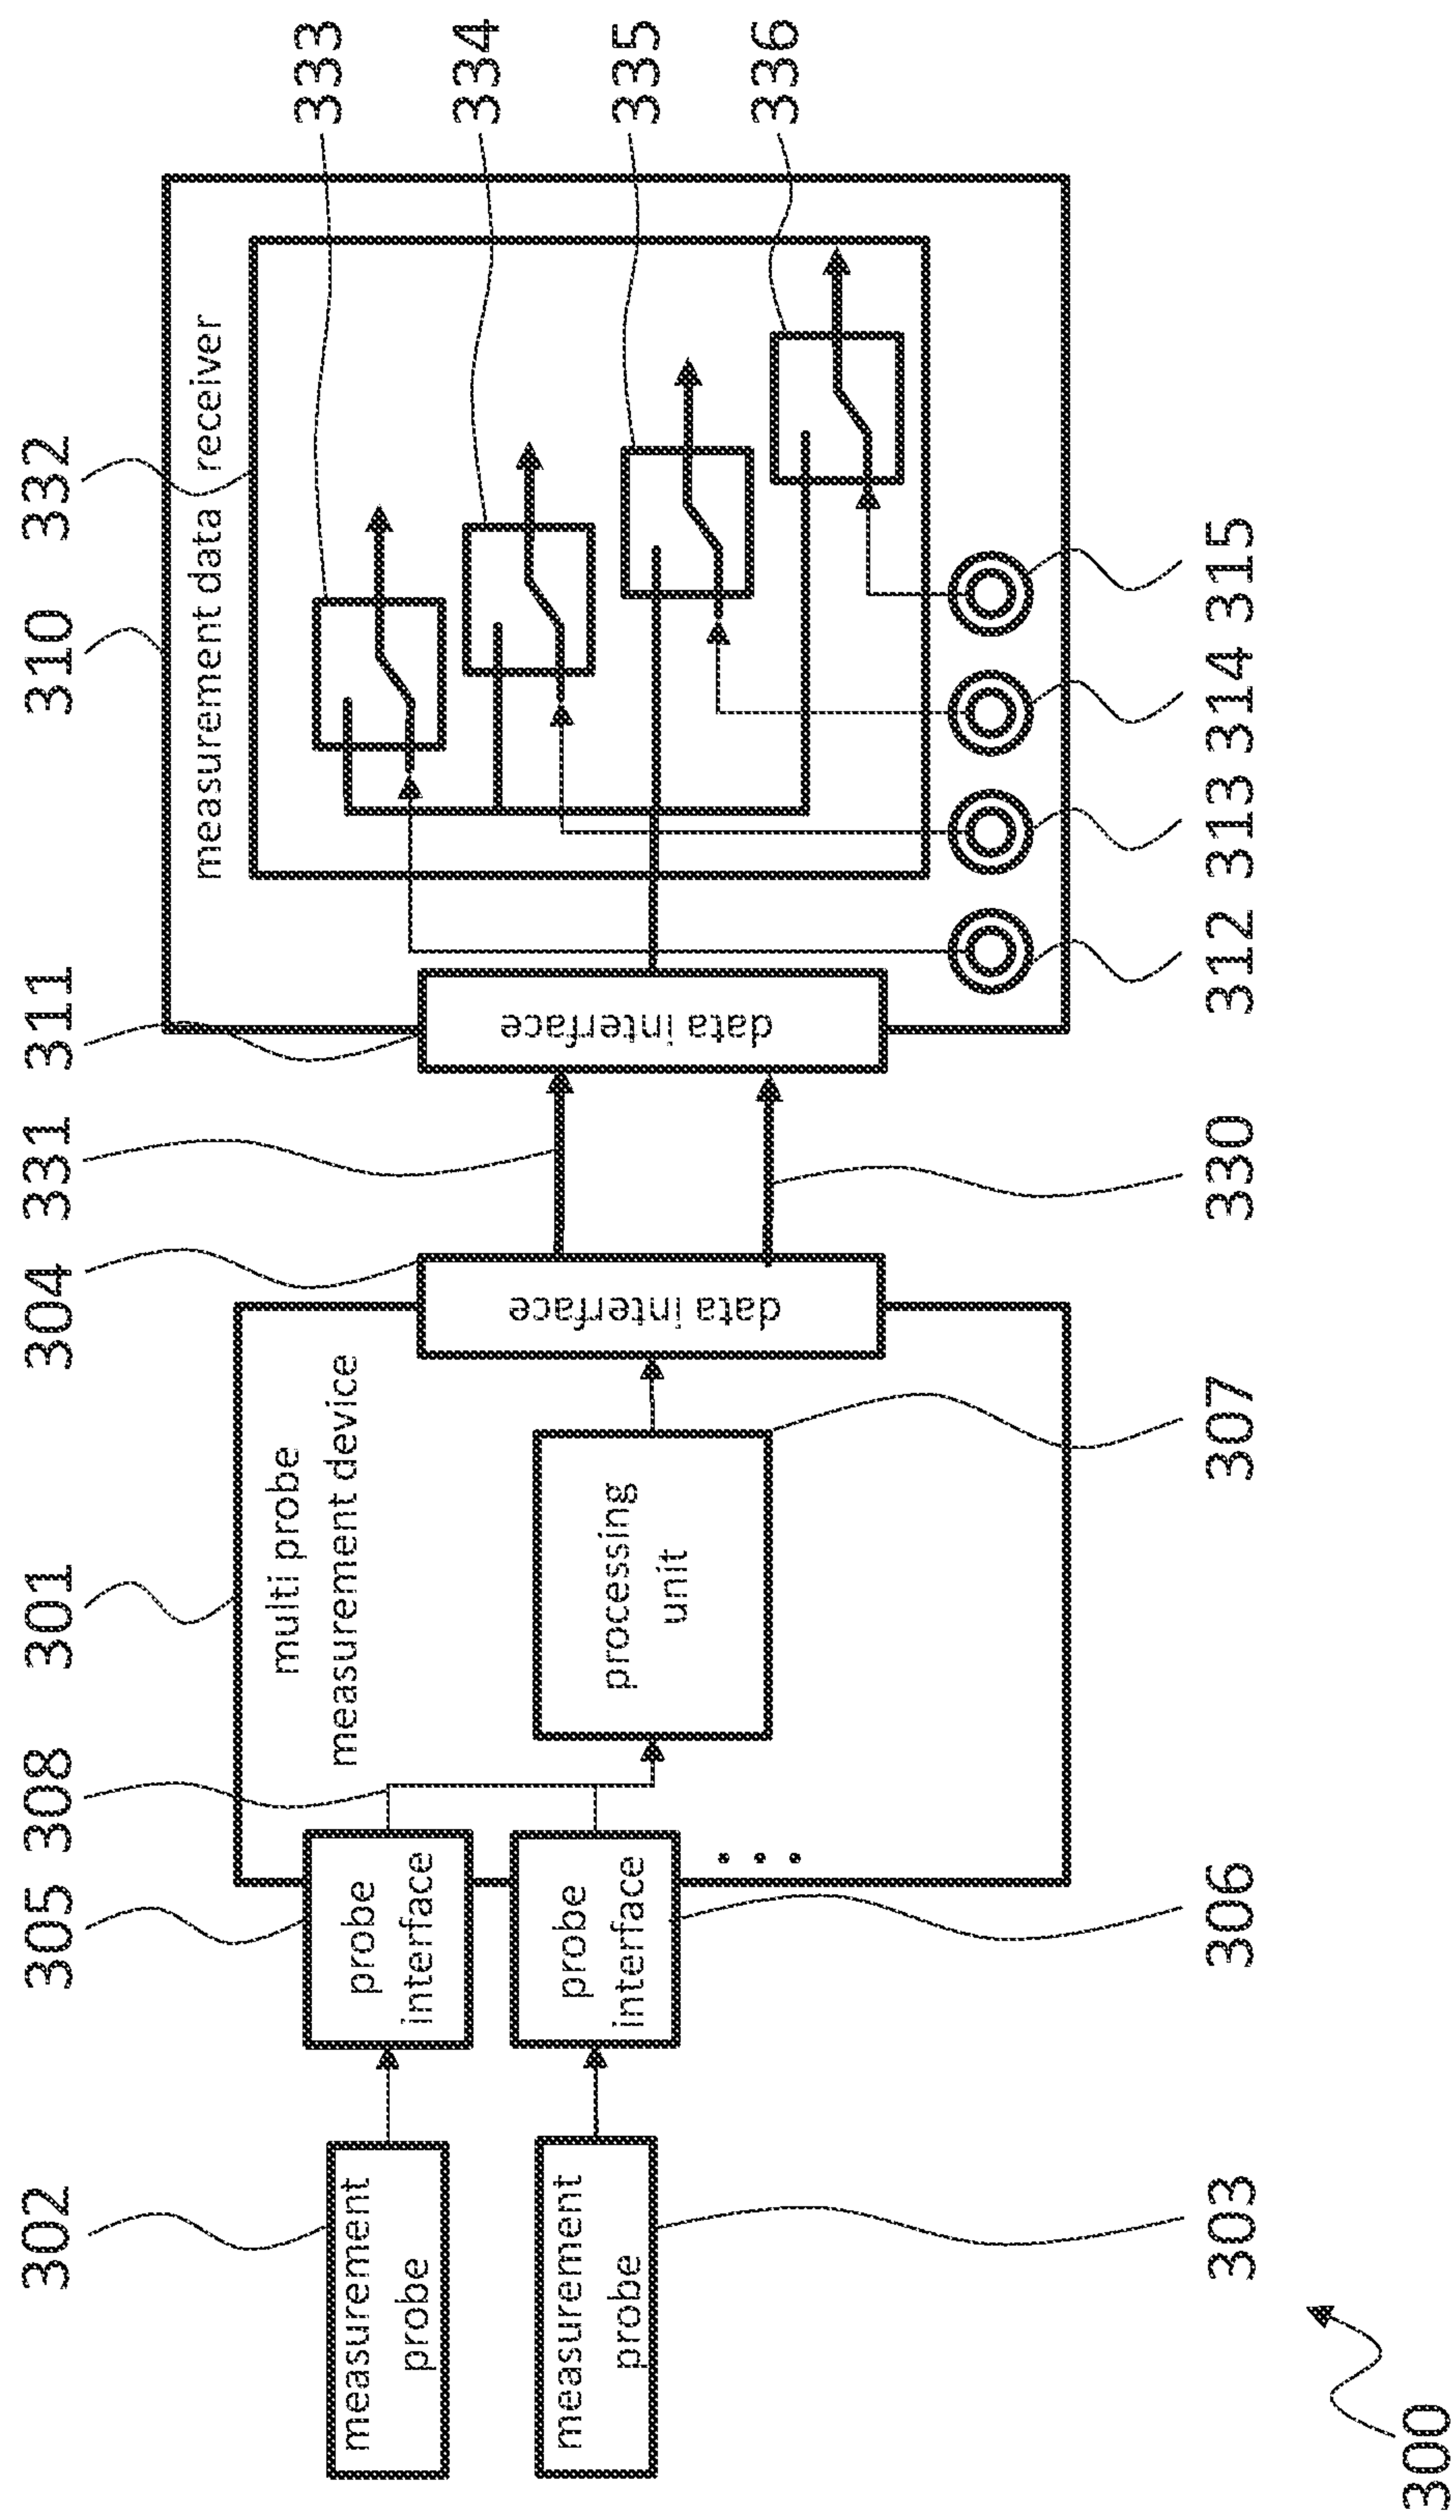 310
332
311
331
304
301
308
305
302
measurement data receiver
333
334
335
336
data interface
data interface
multi probe
measurement device
processing
unit
probe
interface
probe
interface
measurement
probe
measurement
probe
303
306
307
330
312
313
314
315
300